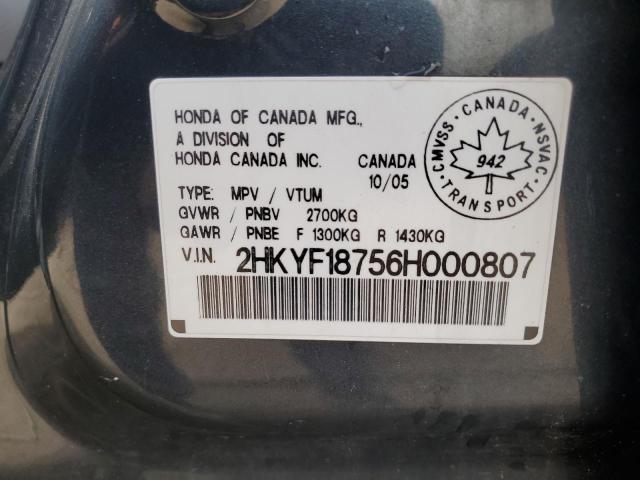 HONDA OF CANADA MFG.,
A DIVISION OF
HONDA CANADA INC. CANADA
10/05
TYPE: MPV / VTUM
GVWR / PNBV 2700KG
GAWR / PNBE F 1300KG R 1430KG
V.I.N. 2HKYF18756H000807
CMVSS • CANADA • NSVAC
942
TRANSPORT